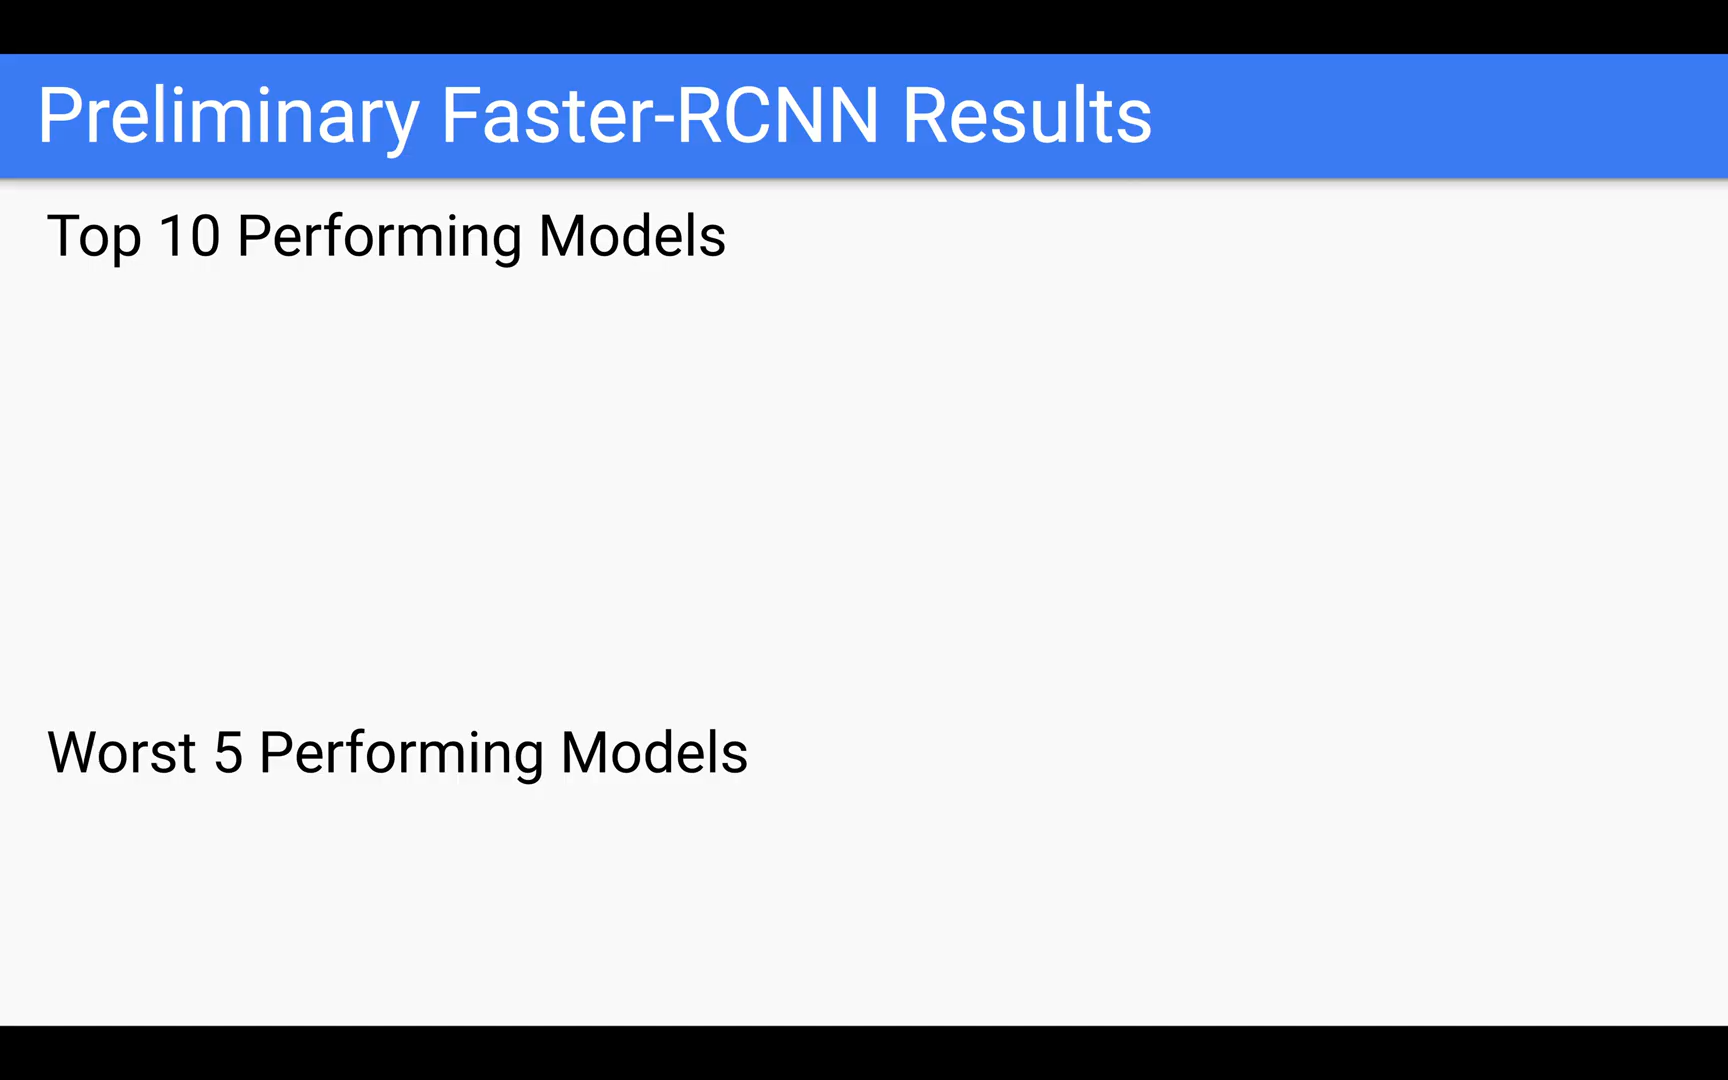 Preliminary Faster-RCNN Results
Top 10 Performing Models
Worst 5 Performing Models